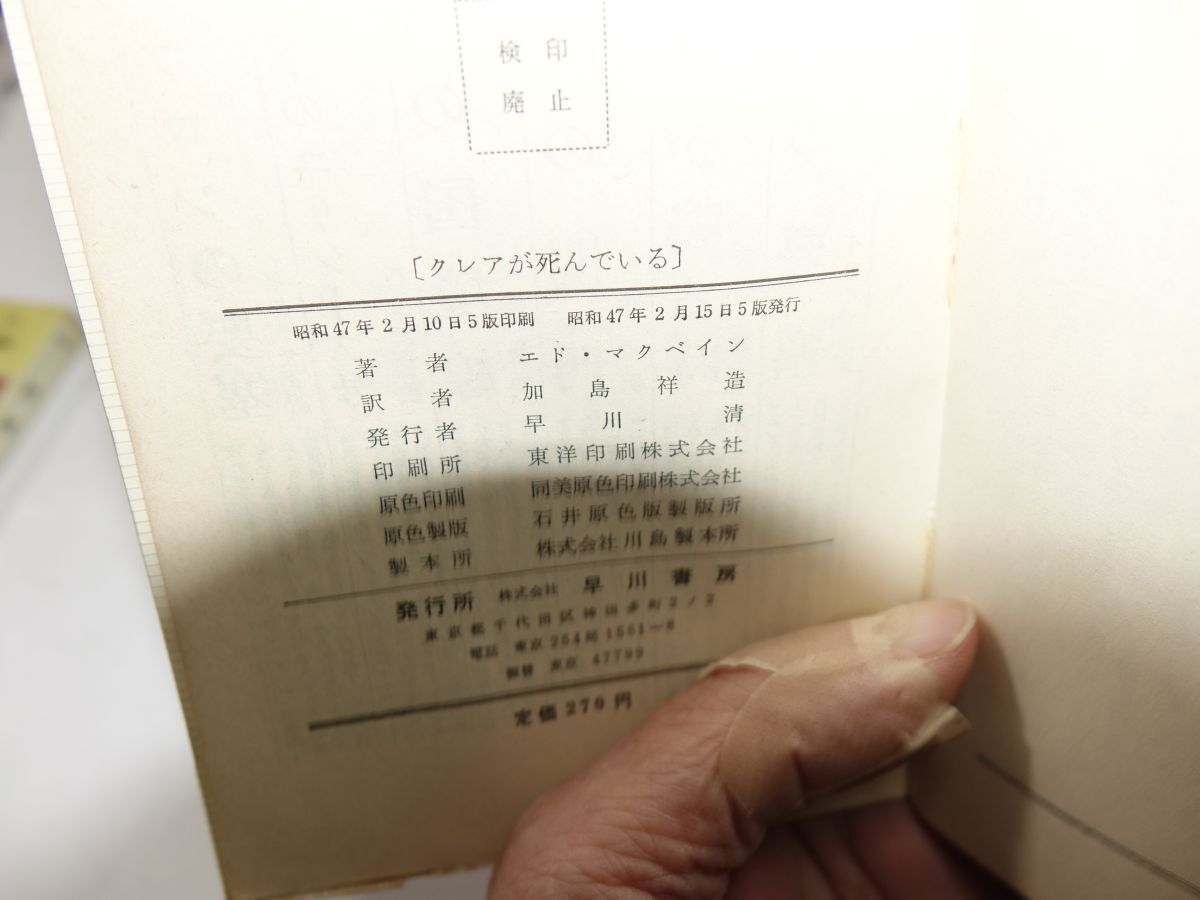 検印
廃止
〔クレアが死んでいる〕
昭和47年2月10日5版印刷 昭和47年2月15日5版発行
著者 エド・マクベイン
訳者 加島祥造
発行者 早川清
印刷所 東洋印刷株式会社
原色印刷 同美原色印刷株式会社
原色製版 石井原色版製版所
製本所 株式会社川島製本所
発行所 株式会社 早川書房
東京都千代田区神田多町2ノ2
電話 東京254局1551〜8
振替 東京 47799
定価270円